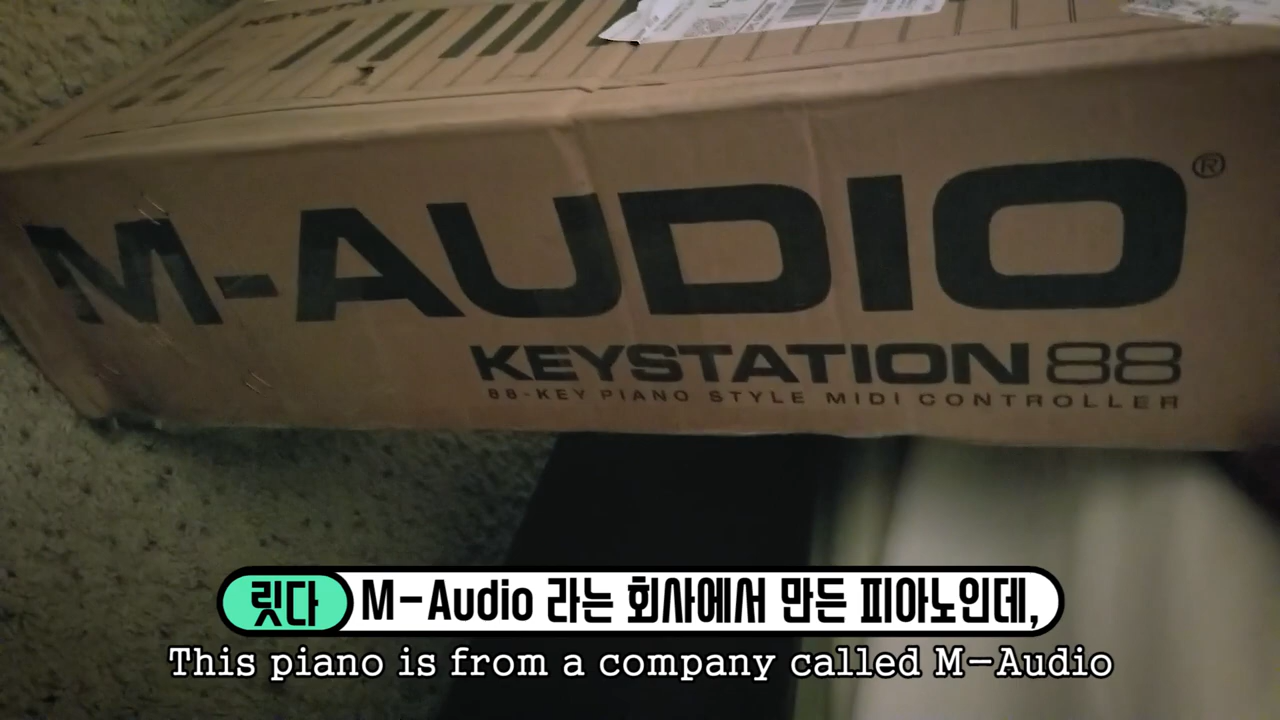 KEYSTATION
M-AUDIO®
KEYSTATION 88
88-KEY PIANO STYLE MIDI CONTROLLER
릿다 M-Audio 라는 회사에서 만든 피아노인데,
This piano is from a company called M-Audio